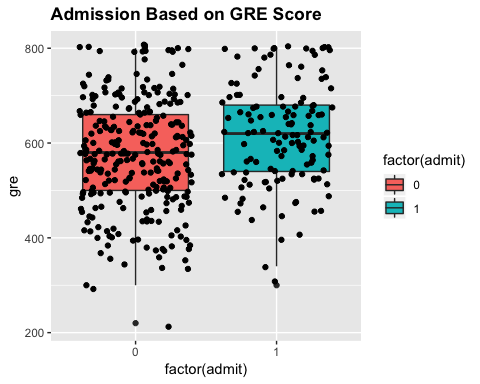 Admission Based on GRE Score
gre
800
600
400
200
0
1
factor(admit)
factor(admit)
0
1